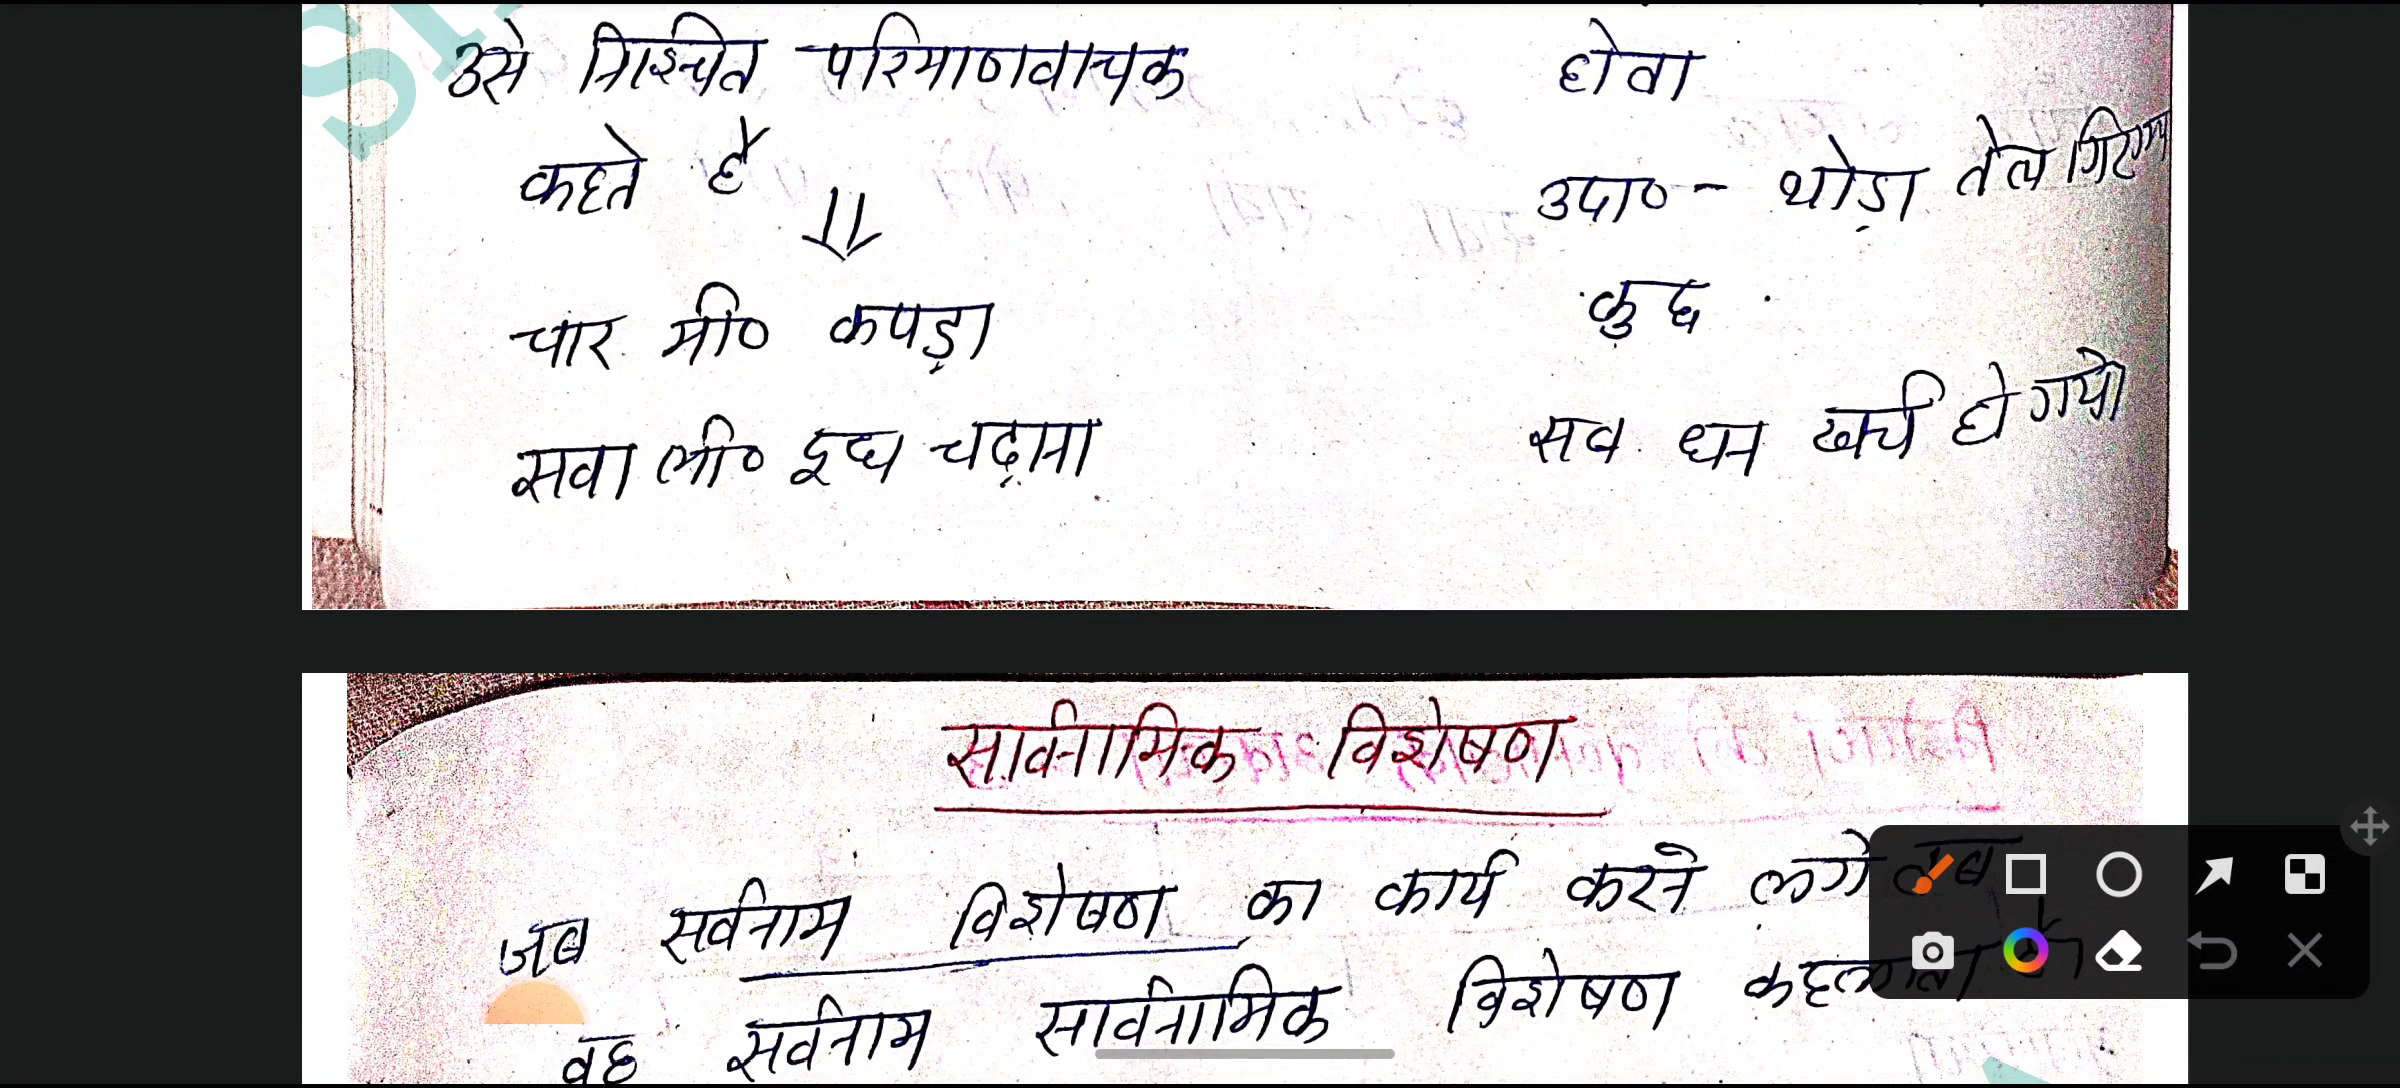 उसे निश्चित परिमाणवाचक
कहते है
चार मी० कपड़ा
सवा ली० दूध चढ़ाना
होता
उदा० - थोड़ा तेल
कुछ
सब धन खर्च हो गया
सार्वनामिक विशेषण
जब सर्वनाम विशेषण का कार्य करने लगे तब
वह सर्वनाम सार्वनामिक विशेषण कहलाता है